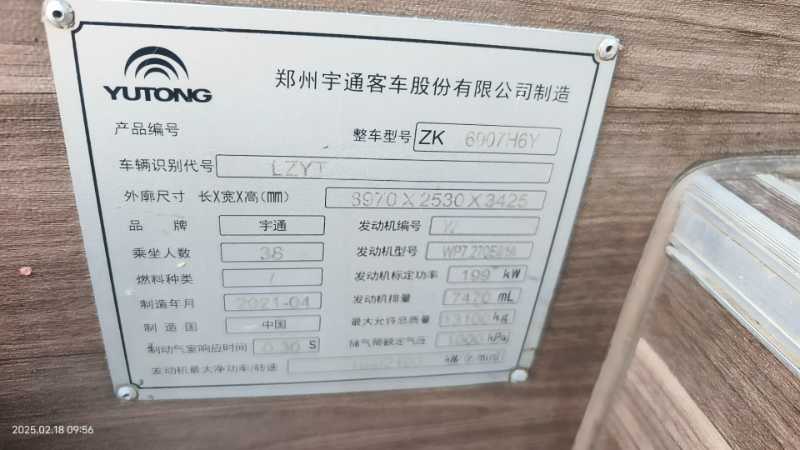 YUTONG
郑州宇通客车股份有限公司制造
产品编号
整车型号 ZK 6907H6Y
车辆识别代号 LZYT
外廓尺寸 长X宽X高(mm) 8970X2530X3425
品牌 宇通 发动机编号
乘坐人数 38 发动机型号
燃料种类 / 发动机标定功率 199 kW
制造年月 2021-04 发动机排量 7470 mL
制造国 中国 最大允许总质量 13100 kg
制动气室响应时间 0.36 S 储气筒额定气压 1000 kPa
发动机最大净功率/转速 kW(r/min)
2025.02.18 09:56